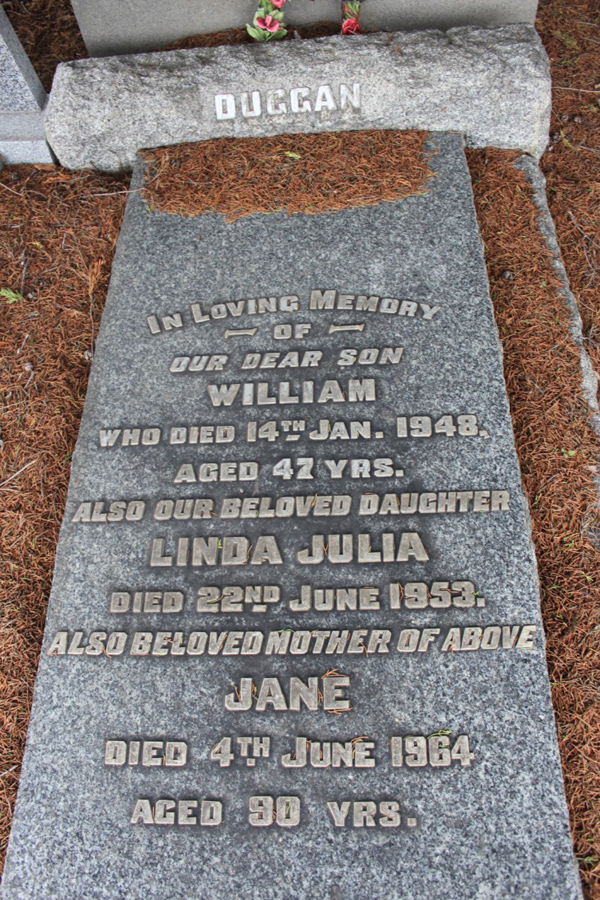 DUGGAN
IN LOVING MEMORY
— OF —
OUR DEAR SON
WILLIAM
WHO DIED 14TH JAN. 1948,
AGED 47 YRS.
ALSO OUR BELOVED DAUGHTER
LINDA JULIA
DIED 22ND JUNE 1953.
ALSO BELOVED MOTHER OF ABOVE
JANE
DIED 4TH JUNE 1964
AGED 90 YRS.